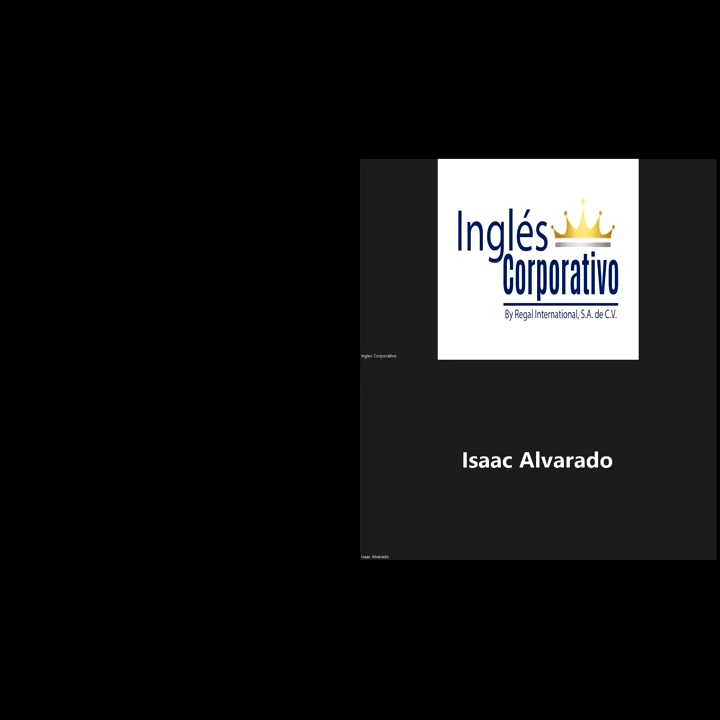 Inglés
Corporativo
By Regal International, S.A. de C.V.
Ingles Corporativo
Isaac Alvarado
Isaac Alvarado